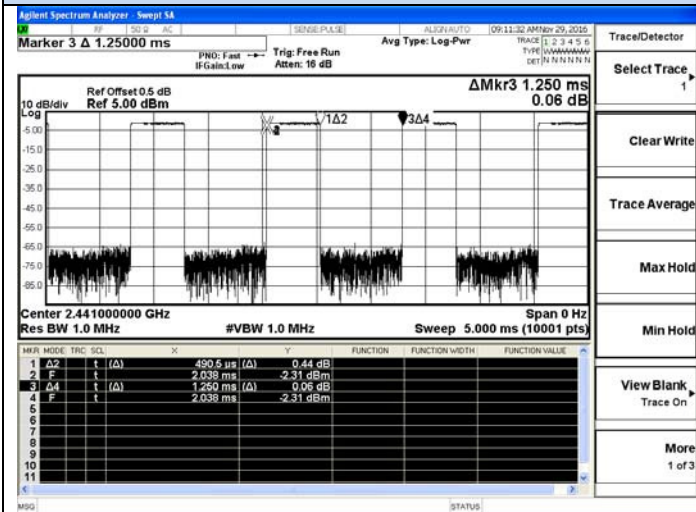 Agilent Spectrum Analyzer - Swept SA
RF 50 Ω AC SENSE:PULSE ALIGN AUTO 09:11:32 AM Nov 29, 2016
Marker 3 Δ 1.25000 ms
PNO: Fast
IFGain:Low
Trig: Free Run
Atten: 16 dB
Avg Type: Log-Pwr
TRACE 1 2 3 4 5 6
TYPE
DET N N N N N N
Ref Offset 0.5 dB
Ref 5.00 dBm
10 dB/div
Log
ΔMkr3 1.250 ms
0.06 dB
1Δ2
3Δ4
-5.00
-15.0
-25.0
-35.0
-45.0
-55.0
-65.0
-75.0
-85.0
Center 2.441000000 GHz
Span 0 Hz
Res BW 1.0 MHz
#VBW 1.0 MHz
Sweep 5.000 ms (10001 pts)
MKR MODE TRC SCL X Y FUNCTION FUNCTION WIDTH FUNCTION VALUE
1 Δ2 t (Δ) 490.5 µs (Δ) 0.44 dB
2 F t 2.038 ms -2.31 dBm
3 Δ4 t (Δ) 1.250 ms (Δ) 0.06 dB
4 F t 2.038 ms -2.31 dBm
5
6
7
8
9
10
11
MSG
STATUS
Trace/Detector
Select Trace
1
Clear Write
Trace Average
Max Hold
Min Hold
View Blank
Trace On
More
1 of 3